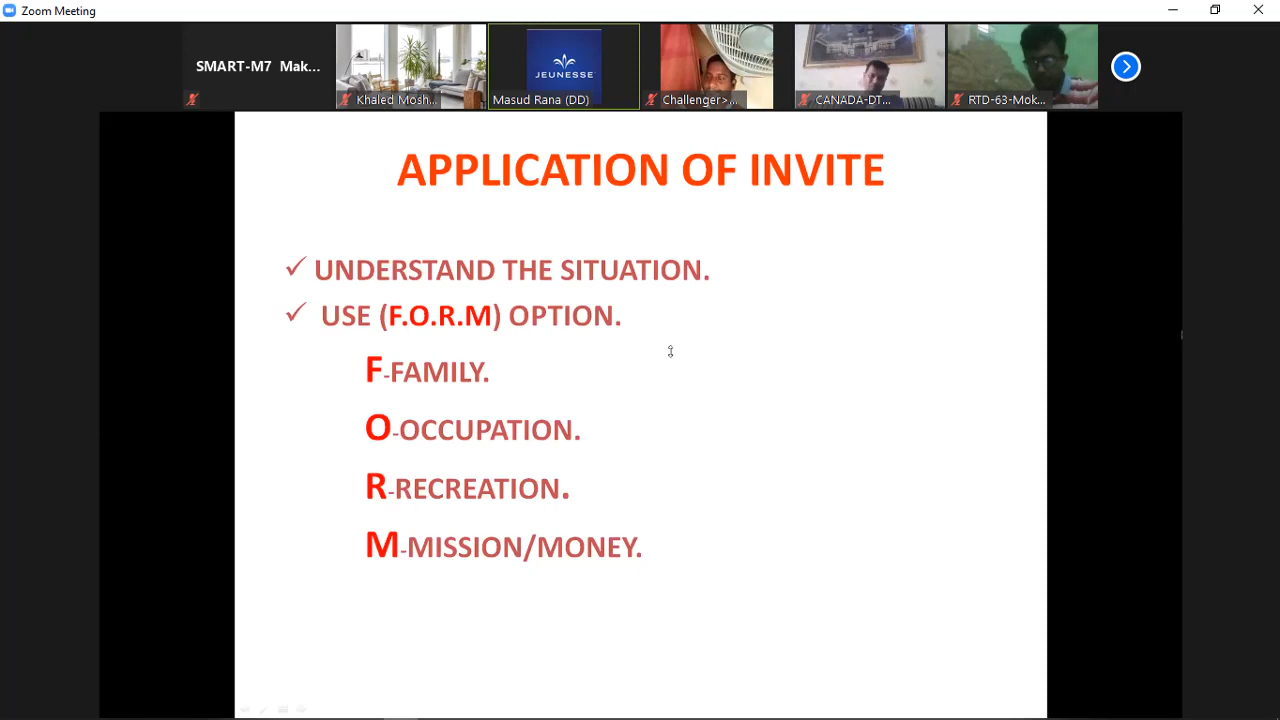 Zoom Meeting
SMART-M7 Mak...
Khaled Mosh...
JEUNESSE
Masud Rana (DD)
Challenger>...
CANADA-DT...
RTD-63-Mok...
APPLICATION OF INVITE
✓ UNDERSTAND THE SITUATION.
✓ USE (F.O.R.M) OPTION.
F-FAMILY.
O-OCCUPATION.
R-RECREATION.
M-MISSION/MONEY.